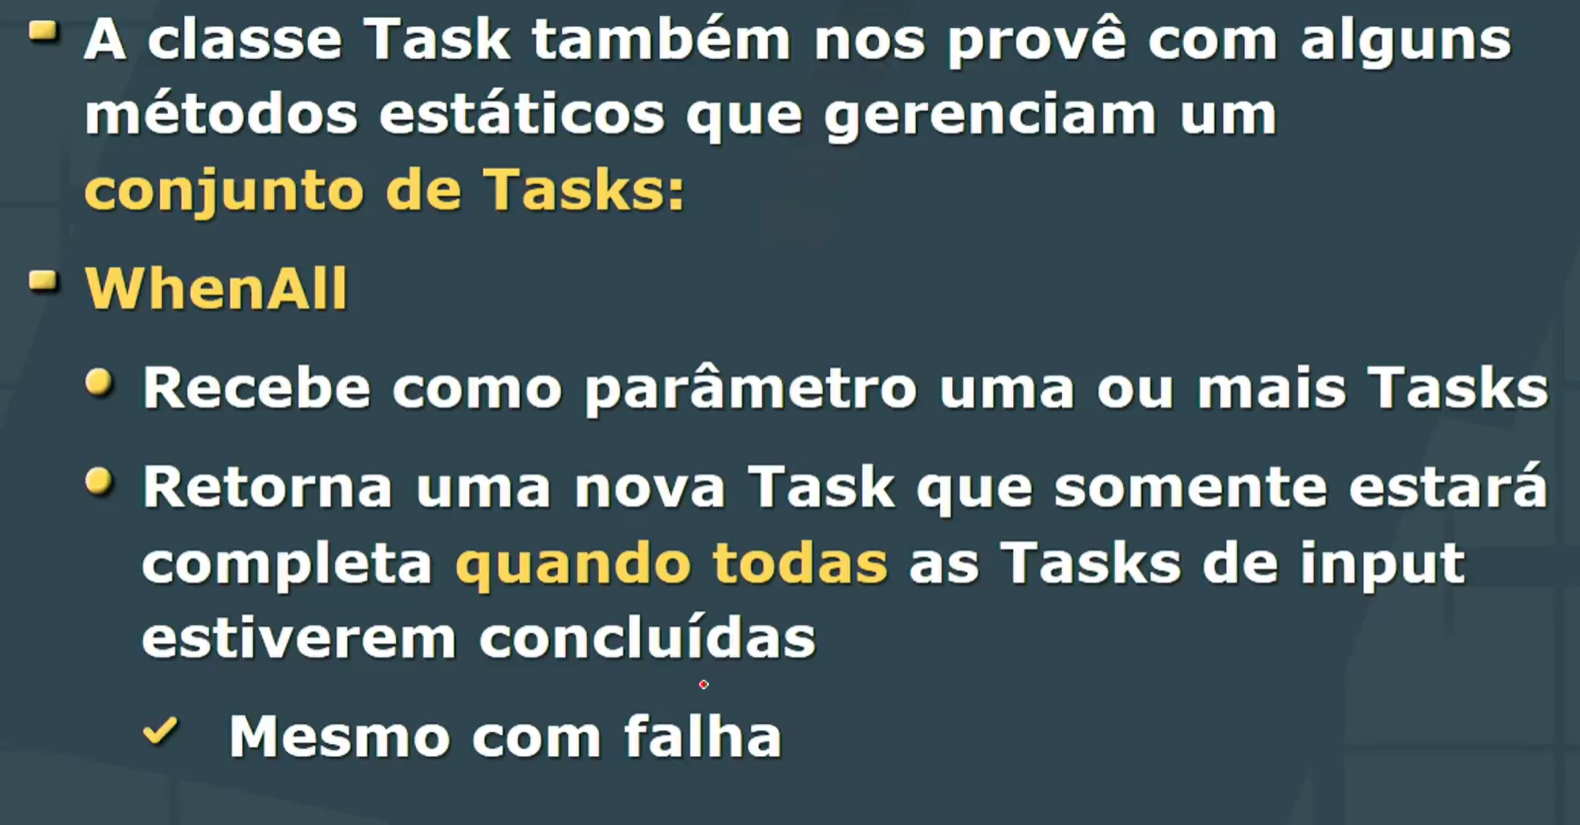 A classe Task também nos provê com alguns
métodos estáticos que gerenciam um
conjunto de Tasks:
WhenAll
Recebe como parâmetro uma ou mais Tasks
Retorna uma nova Task que somente estará
completa quando todas as Tasks de input
estiverem concluídas
Mesmo com falha